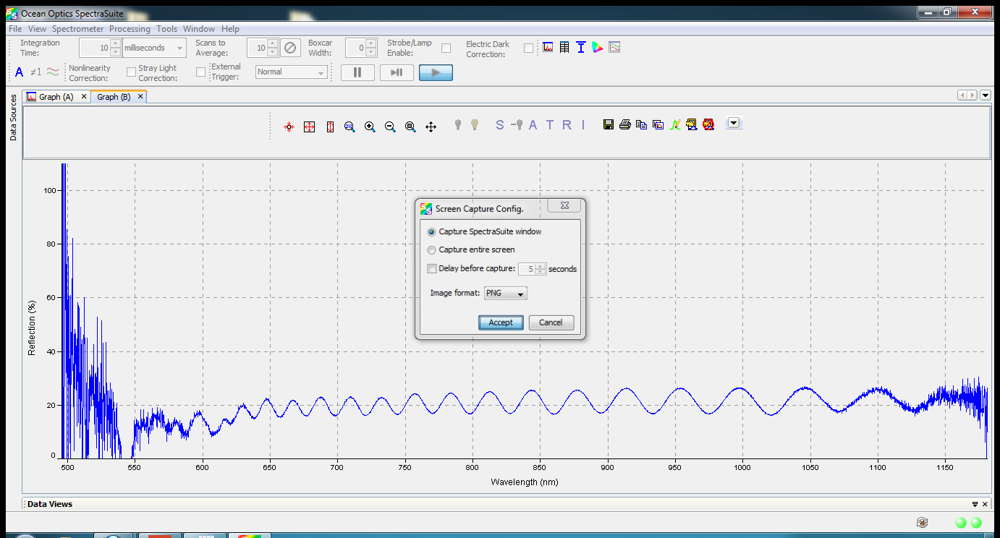 Ocean Optics SpectraSuite
File View Spectrometer Processing Tools Window Help
Integration Time: 10 milliseconds Scans to Average: 10 Boxcar Width: 0 Strobe/Lamp Enable: Electric Dark Correction:
A ≠1 Nonlinearity Correction: Stray Light Correction: External Trigger: Normal
Data Sources
Graph (A) Graph (B)
S A T R I
Screen Capture Config.
Capture SpectraSuite window
Capture entire screen
Delay before capture: 5 seconds
Image format: PNG
Accept Cancel
Reflection (%)
100
80
60
40
20
0
500 550 600 650 700 750 800 850 900 950 1000 1050 1100 1150
Wavelength (nm)
Data Views